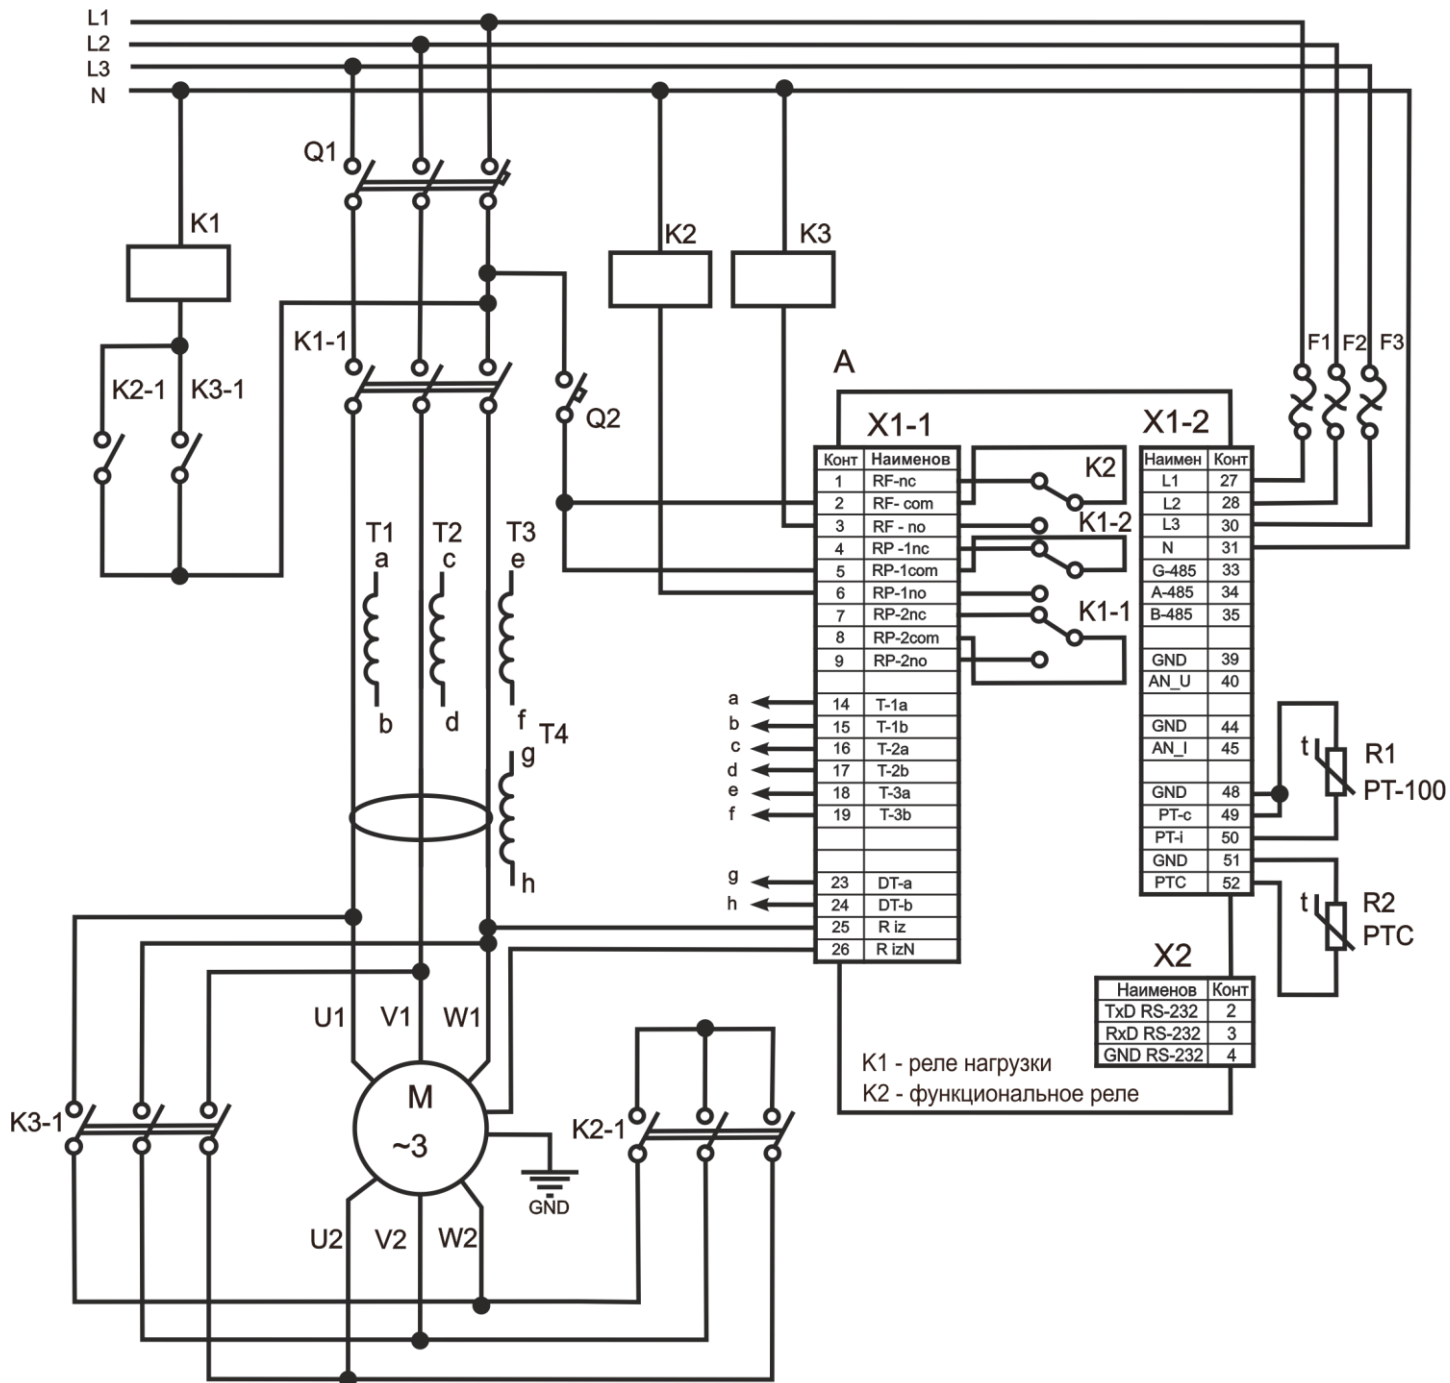 L1
L2
L3
N
Q1
K1
K2
K3
K1-1
K2-1
K3-1
Q2
A
F1
F2
F3
X1-1
Конт Наименов
1 RF-nc
2 RF- com
3 RF - no
4 RP -1nc
5 RP-1com
6 RP-1no
7 RP-2nc
8 RP-2com
9 RP-2no
14 T-1a
15 T-1b
16 T-2a
17 T-2b
18 T-3a
19 T-3b
23 DT-a
24 DT-b
25 R iz
26 R izN
K2
K1-2
K1-1
X1-2
Наимен Конт
L1 27
L2 28
L3 30
N 31
G-485 33
A-485 34
B-485 35
GND 39
AN_U 40
GND 44
AN_I 45
GND 48
PT-c 49
PT-i 50
GND 51
PTC 52
T1
a
b
T2
c
d
T3
e
f
T4
g
h
a
b
c
d
e
f
g
h
t
R1
PT-100
t
R2
PTC
X2
Наименов Конт
TxD RS-232 2
RxD RS-232 3
GND RS-232 4
K1 - реле нагрузки
K2 - функциональное реле
U1
V1
W1
M
~3
GND
K3-1
K2-1
U2
V2
W2